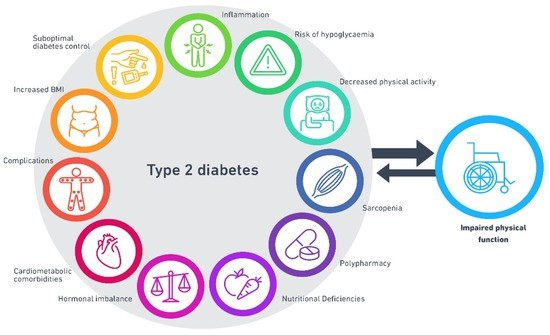 Inflammation
Risk of hypoglycaemia
Decreased physical activity
Sarcopenia
Polypharmacy
Nutritional Deficiencies
Hormonal imbalance
Cardiometabolic
comorbidities
Complications
Increased BMI
Suboptimal
diabetes control
Type 2 diabetes
Impaired physical
function